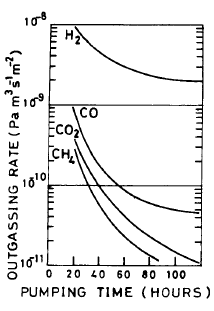 10⁻⁸
H₂
10⁻⁹
CO
CO₂
CH₄
10⁻¹⁰
10⁻¹¹
OUTGASSING RATE (Pa m³ s⁻¹ m⁻²)
0 20 40 60 80 100
PUMPING TIME (HOURS)